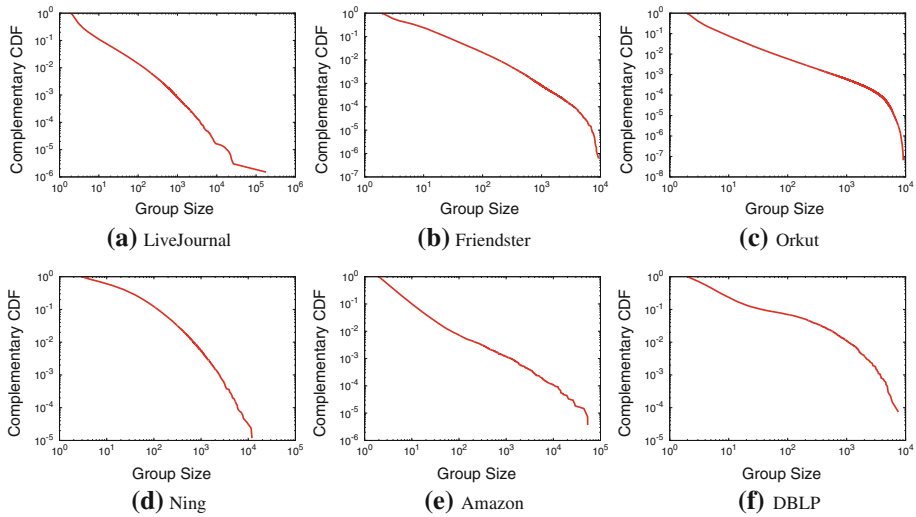 Complementary CDF
10^0
10^-1
10^-2
10^-3
10^-4
10^-5
10^-6
10^0 10^1 10^2 10^3 10^4 10^5 10^6
Group Size
(a) LiveJournal
Complementary CDF
10^0
10^-1
10^-2
10^-3
10^-4
10^-5
10^-6
10^-7
10^0 10^1 10^2 10^3 10^4
Group Size
(b) Friendster
Complementary CDF
10^0
10^-1
10^-2
10^-3
10^-4
10^-5
10^-6
10^-7
10^-8
10^0 10^1 10^2 10^3 10^4
Group Size
(c) Orkut
Complementary CDF
10^0
10^-1
10^-2
10^-3
10^-4
10^-5
10^0 10^1 10^2 10^3 10^4 10^5
Group Size
(d) Ning
Complementary CDF
10^0
10^-1
10^-2
10^-3
10^-4
10^-5
10^-6
10^0 10^1 10^2 10^3 10^4 10^5
Group Size
(e) Amazon
Complementary CDF
10^0
10^-1
10^-2
10^-3
10^-4
10^-5
10^0 10^1 10^2 10^3 10^4
Group Size
(f) DBLP